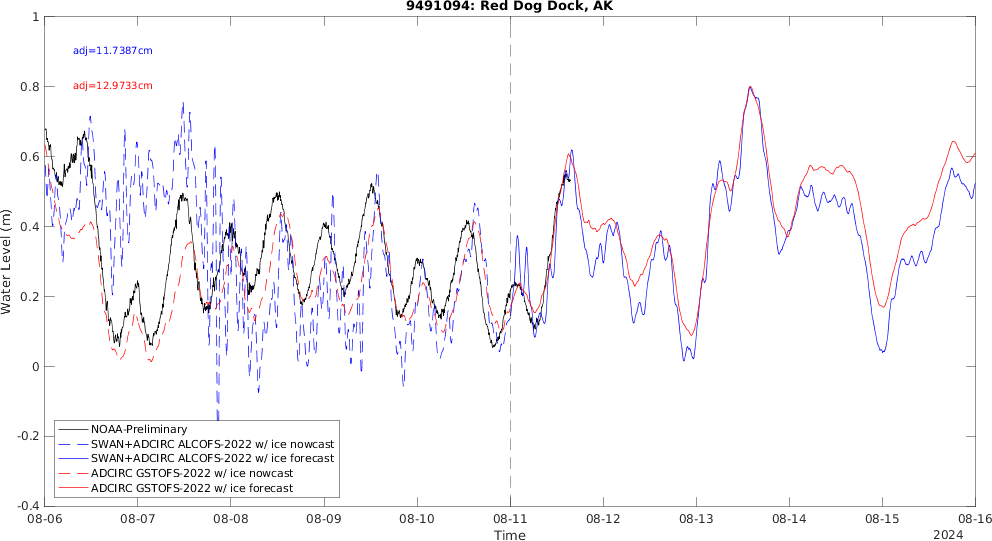 9491094: Red Dog Dock, AK
adj=11.7387cm
adj=12.9733cm
Water Level (m)
1
0.8
0.6
0.4
0.2
0
-0.2
-0.4
NOAA-Preliminary
SWAN+ADCIRC ALCOFS-2022 w/ ice nowcast
SWAN+ADCIRC ALCOFS-2022 w/ ice forecast
ADCIRC GSTOFS-2022 w/ ice nowcast
ADCIRC GSTOFS-2022 w/ ice forecast
08-06 08-07 08-08 08-09 08-10 08-11 08-12 08-13 08-14 08-15 08-16
Time
2024